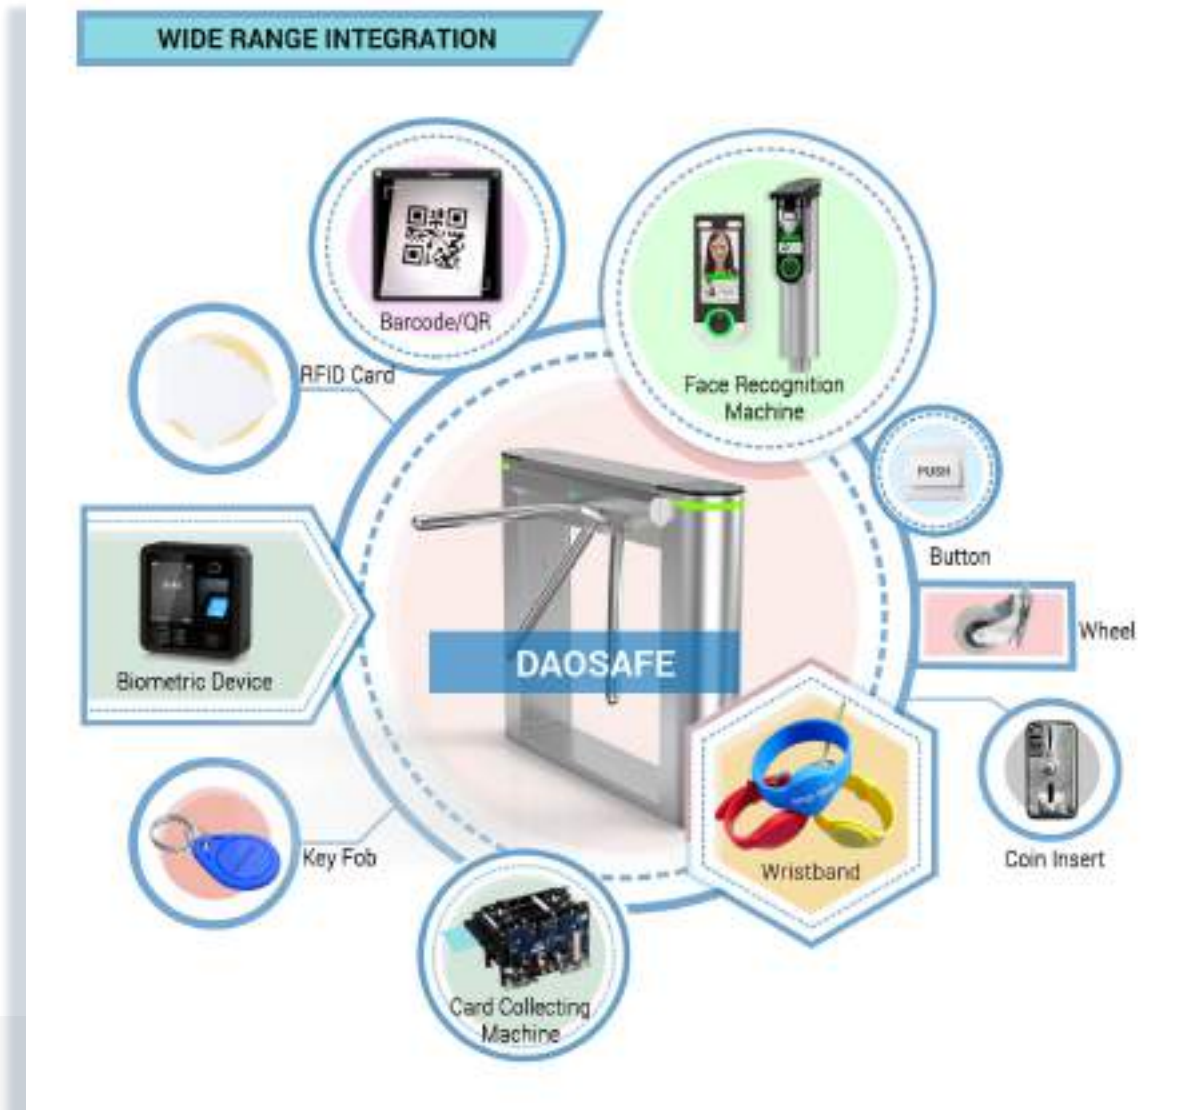 WIDE RANGE INTEGRATION
Barcode/QR
Face Recognition
Machine
RFID Card
PUSH
Button
Biometric Device
DAOSAFE
Wheel
Wristband
Coin Insert
Key Fob
Card Collecting
Machine